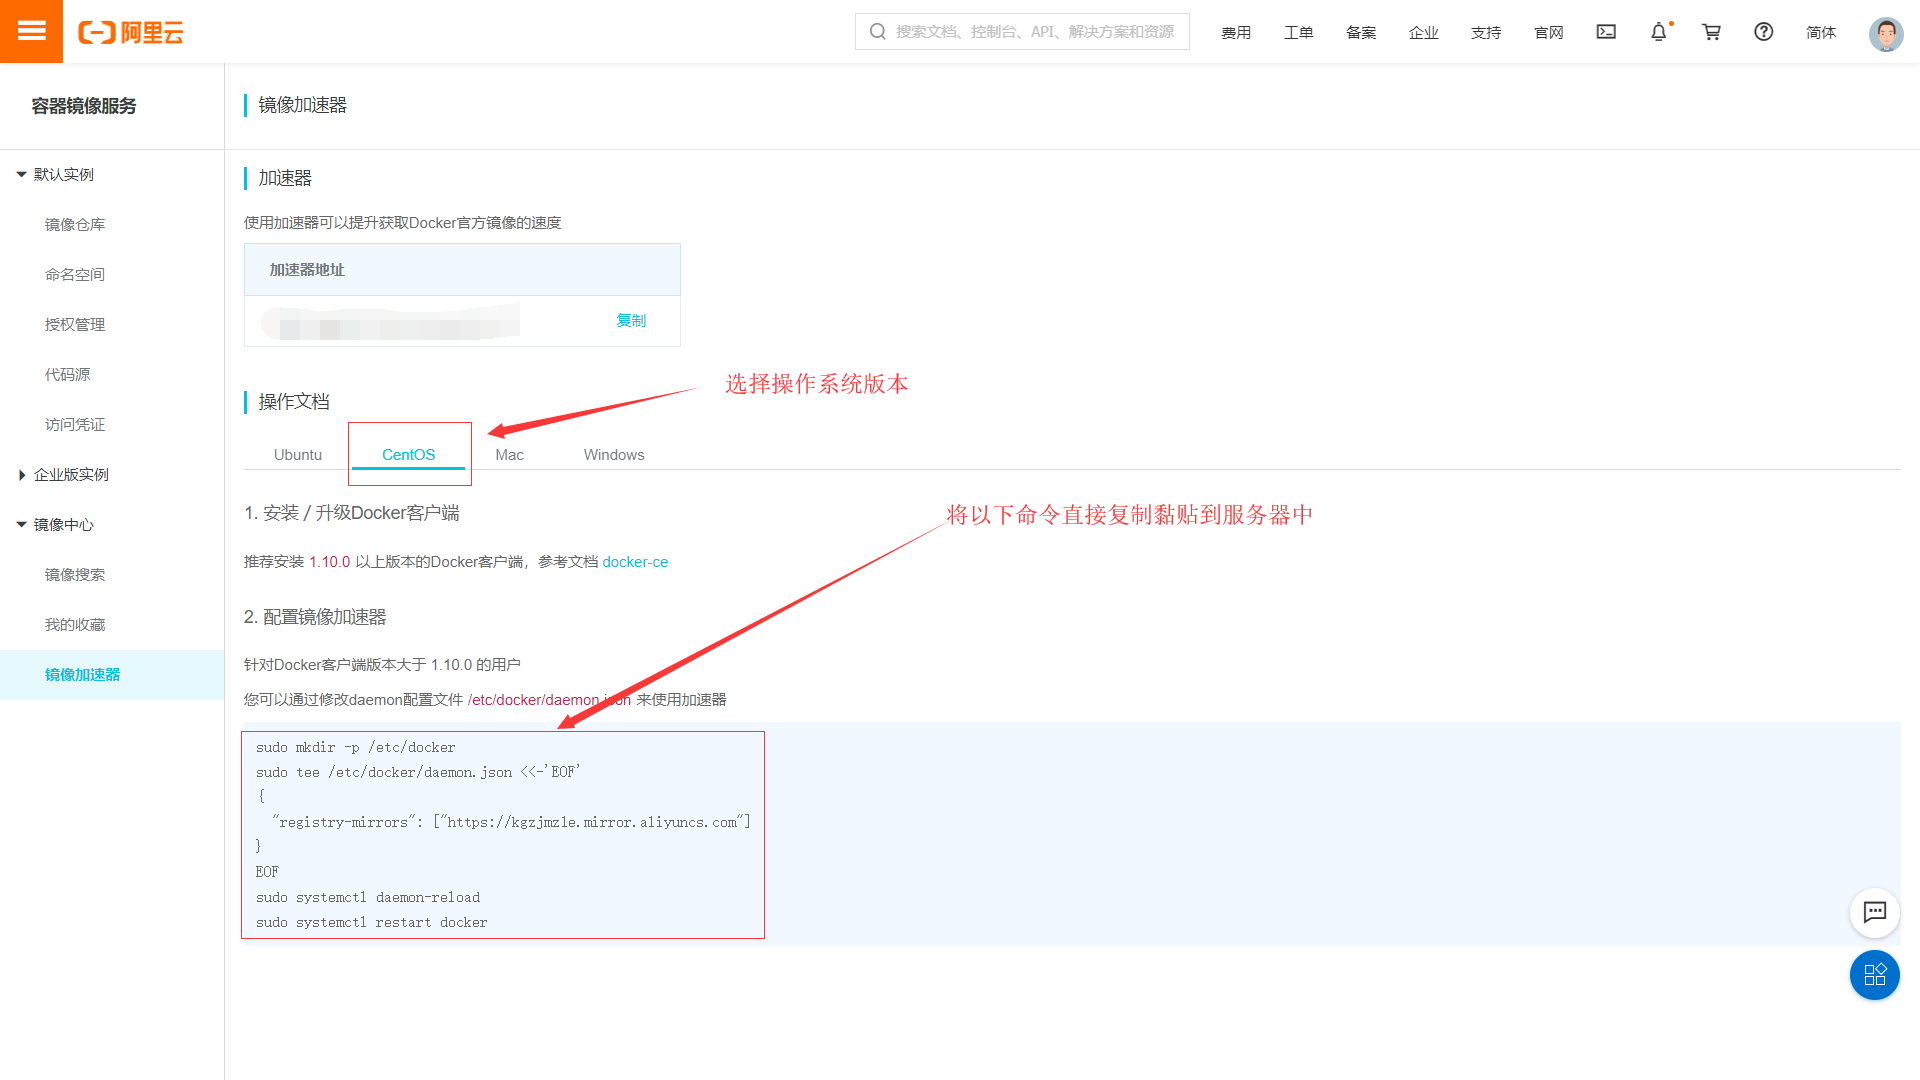 阿里云
搜索文档、控制台、API、解决方案和资源
费用
工单
备案
企业
支持
官网
简体
容器镜像服务
默认实例
镜像仓库
命名空间
授权管理
代码源
访问凭证
企业版实例
镜像中心
镜像搜索
我的收藏
镜像加速器
镜像加速器
加速器
使用加速器可以提升获取Docker官方镜像的速度
加速器地址
复制
选择操作系统版本
操作文档
Ubuntu
CentOS
Mac
Windows
1. 安装 / 升级Docker客户端
将以下命令直接复制黏贴到服务器中
推荐安装 1.10.0 以上版本的Docker客户端，参考文档 docker-ce
2. 配置镜像加速器
针对Docker客户端版本大于 1.10.0 的用户
您可以通过修改daemon配置文件 /etc/docker/daemon.json 来使用加速器
sudo mkdir -p /etc/docker
sudo tee /etc/docker/daemon.json <<-'EOF'
{
"registry-mirrors": ["https://kgzjmzle.mirror.aliyuncs.com"]
}
EOF
sudo systemctl daemon-reload
sudo systemctl restart docker